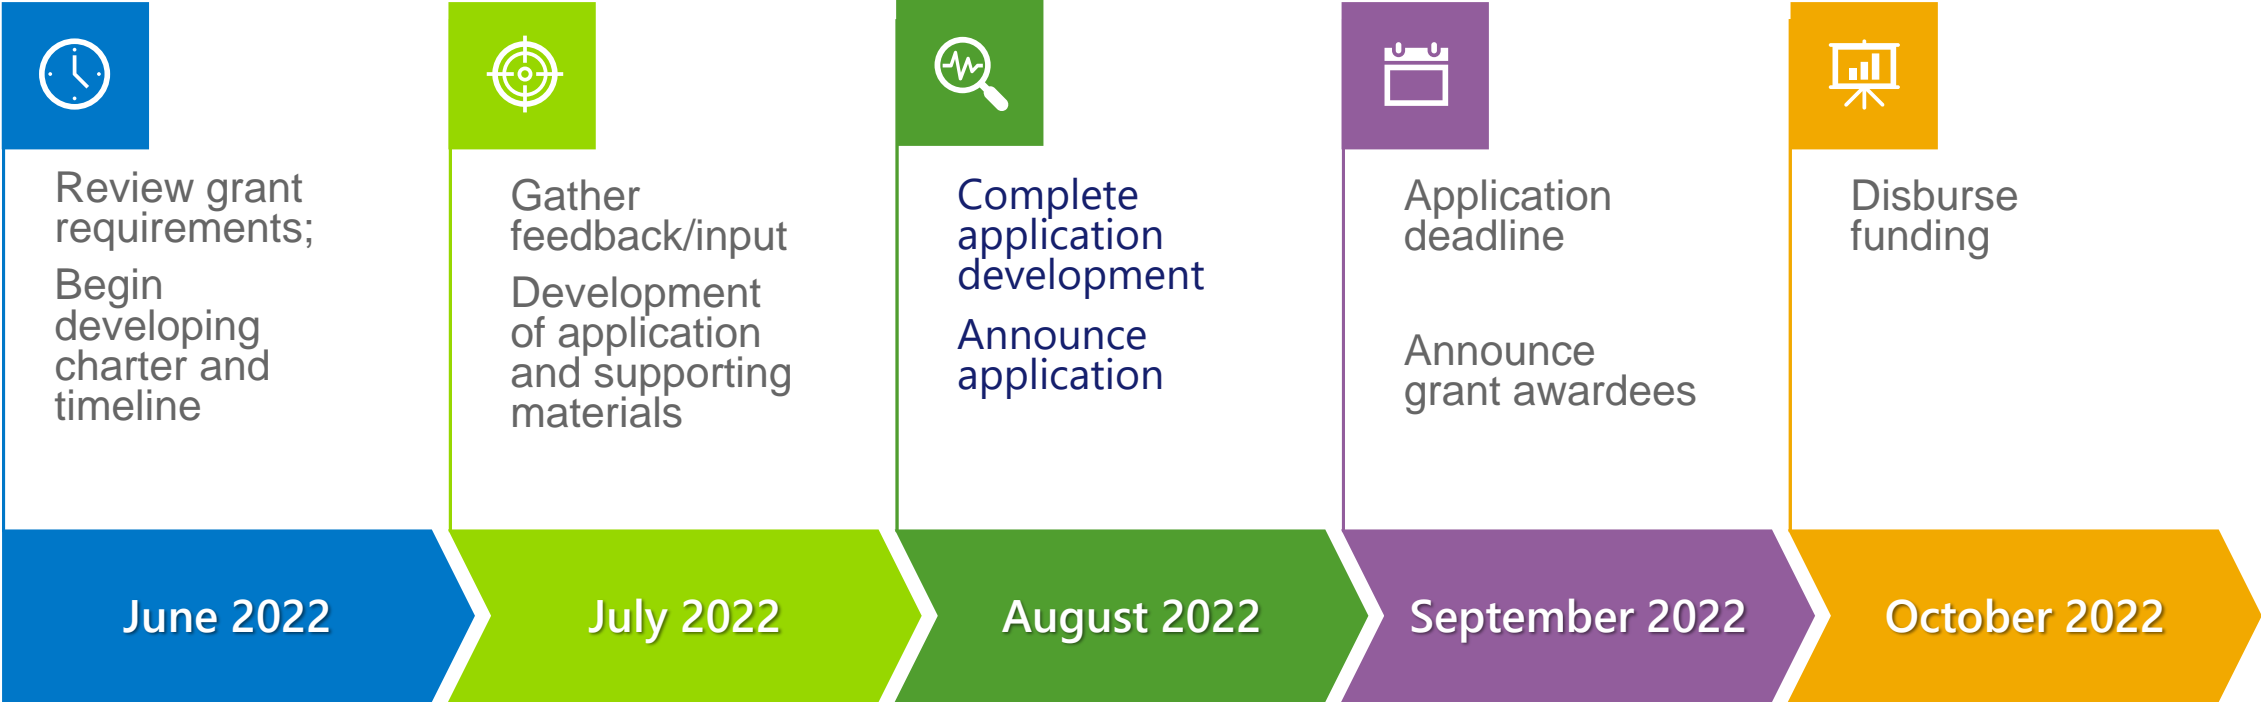 Review grant
requirements;
Begin
developing
charter and
timeline
Gather
feedback/input
Development
of application
and supporting
materials
Complete
application
development
Announce
application
Application
deadline
Announce
grant awardees
Disburse
funding
June 2022
July 2022
August 2022
September 2022
October 2022